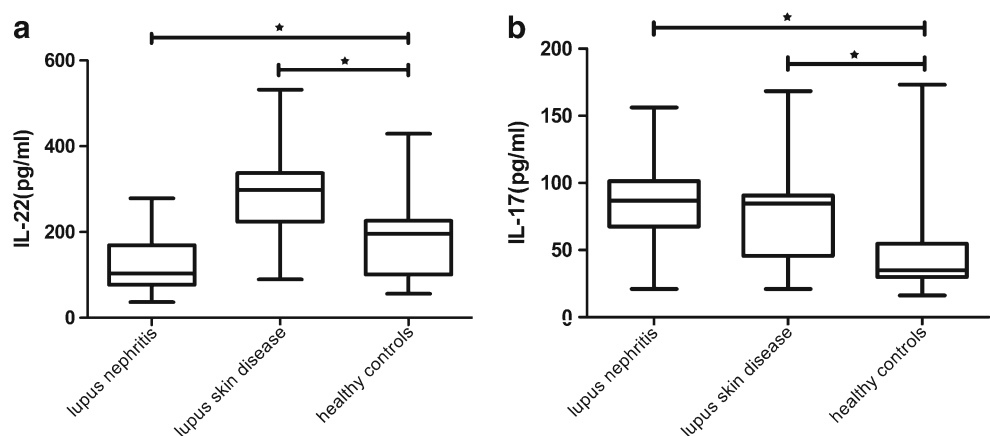 a
★
★
IL-22(pg/ml)
600
400
200
0
lupus nephritis
lupus skin disease
healthy controls
b
★
★
IL-17(pg/ml)
200
150
100
50
0
lupus nephritis
lupus skin disease
healthy controls